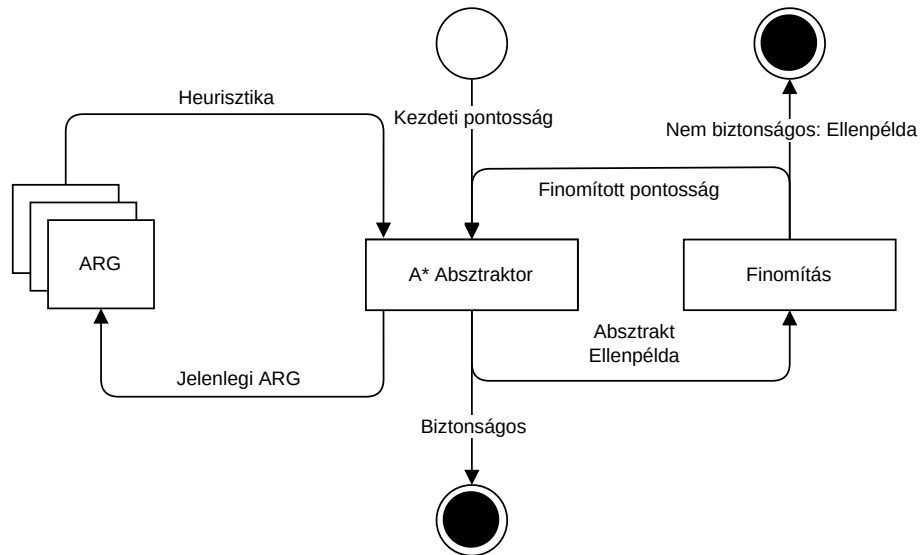 Heurisztika
Kezdeti pontosság
Nem biztonságos: Ellenpélda
Finomított pontosság
ARG
A* Absztraktor
Finomítás
Absztrakt
Ellenpélda
Jelenlegi ARG
Biztonságos